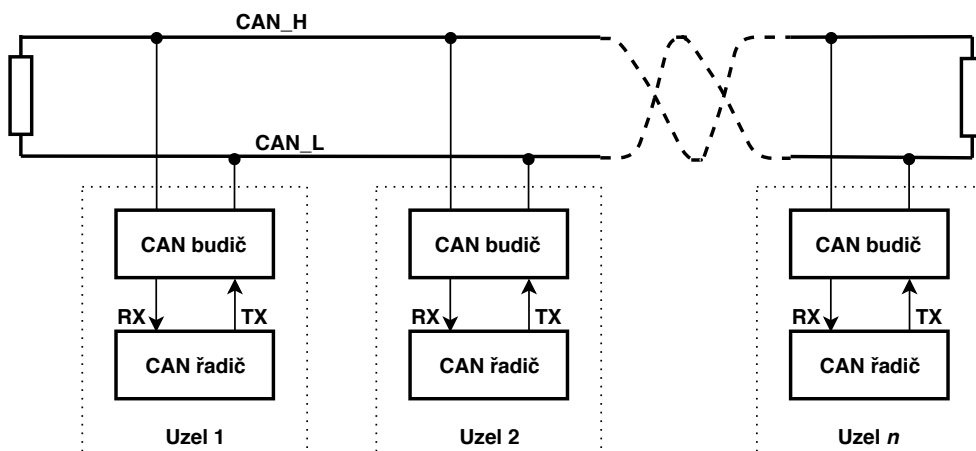 CAN_H
CAN_L
CAN budič
CAN budič
CAN budič
RX
TX
RX
TX
RX
TX
CAN řadič
CAN řadič
CAN řadič
Uzel 1
Uzel 2
Uzel n